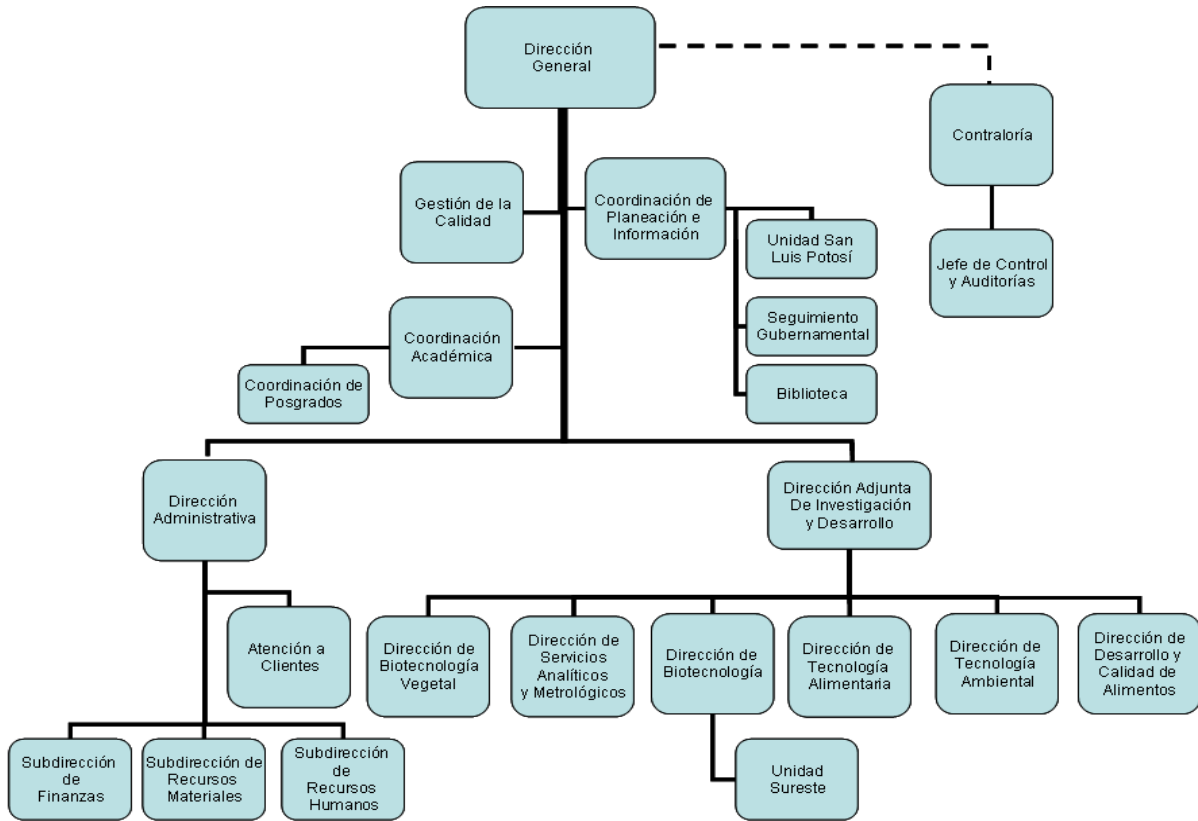 Dirección
General
Contraloría
Gestión de la
Calidad
Coordinación de
Planeación e
Información
Unidad San
Luis Potosí
Jefe de Control
y Auditorías
Seguimiento
Gubernamental
Coordinación
Académica
Coordinación de
Posgrados
Biblioteca
Dirección
Administrativa
Dirección Adjunta
De Investigación
y Desarrollo
Atención a
Clientes
Dirección de
Biotecnología
Vegetal
Dirección de
Servicios
Analíticos
y Metrológicos
Dirección de
Biotecnología
Dirección de
Tecnología
Alimentaria
Dirección de
Tecnología
Ambiental
Dirección de
Desarrollo y
Calidad de
Alimentos
Subdirección
de
Finanzas
Subdirección de
Recursos
Materiales
Subdirección
de
Recursos
Humanos
Unidad
Sureste